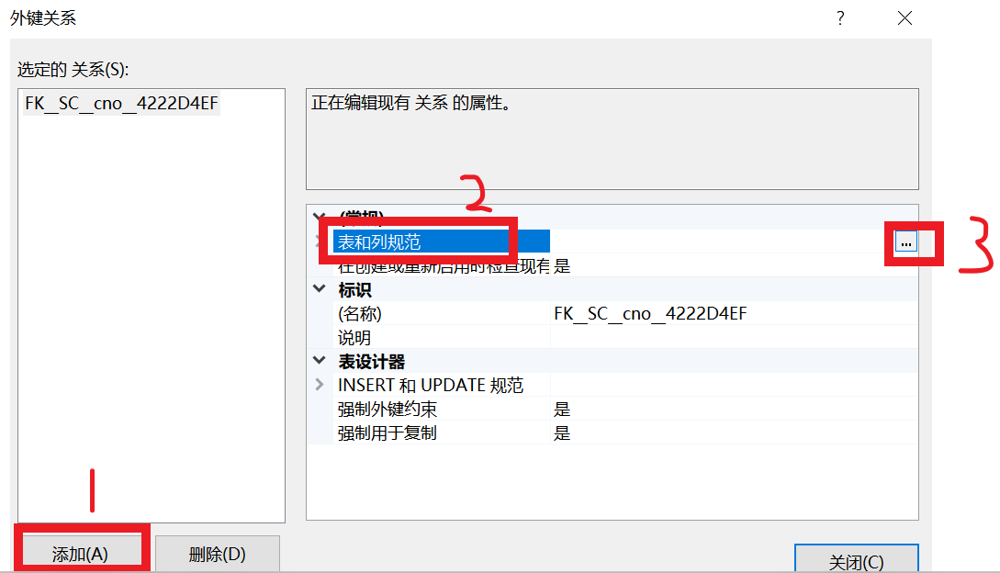 外键关系
?
选定的 关系(S):
FK__SC__cno__4222D4EF
正在编辑现有 关系 的属性。
2
(常规)
表和列规范
...
3
在创建或重新启用时检查现有 是
标识
(名称) FK__SC__cno__4222D4EF
说明
表设计器
INSERT 和 UPDATE 规范
强制外键约束 是
强制用于复制 是
1
添加(A) 删除(D) 关闭(C)